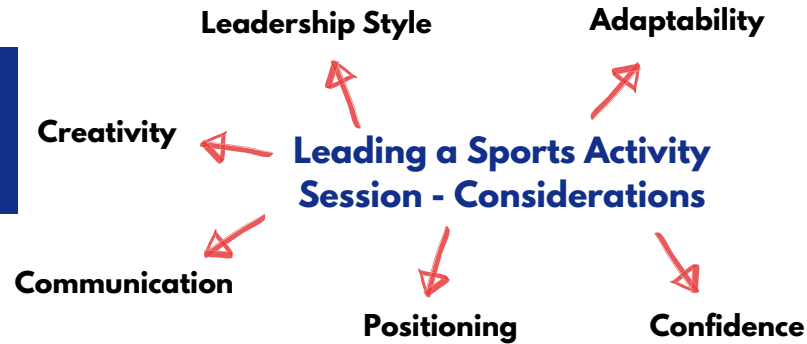 Leadership Style
Adaptability
Creativity
Leading a Sports Activity
Session - Considerations
Communication
Positioning
Confidence